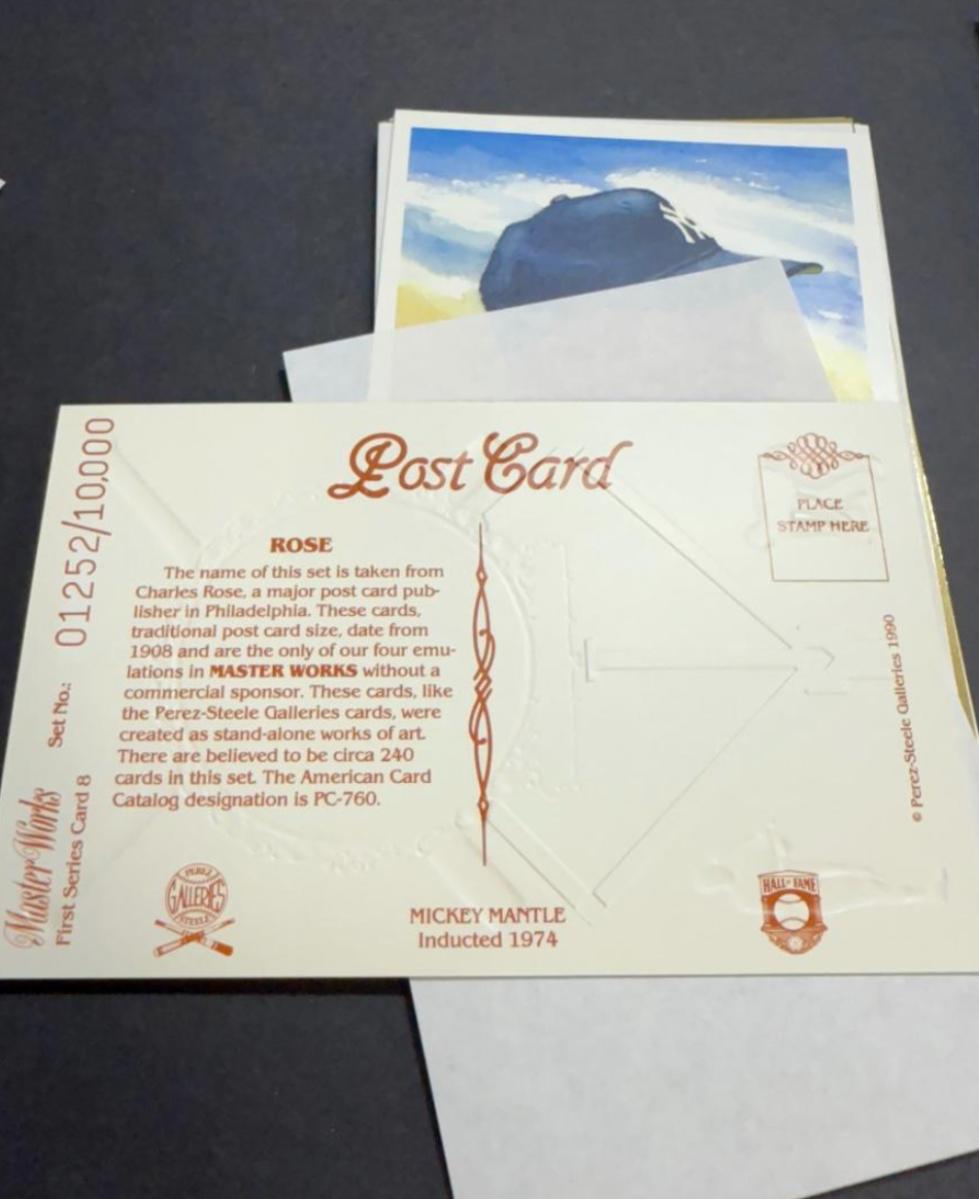 NY
Post Card
PLACE
STAMP HERE
ROSE
The name of this set is taken from
Charles Rose, a major post card pub-
lisher in Philadelphia. These cards,
traditional post card size, date from
1908 and are the only of our four emu-
lations in MASTER WORKS without a
commercial sponsor. These cards, like
the Perez-Steele Galleries cards, were
created as stand-alone works of art.
There are believed to be circa 240
cards in this set. The American Card
Catalog designation is PC-760.
Master Works
First Series Card 8 Set No.: 01252/10,000
PEREZ
GALLERIES
STEELE
MICKEY MANTLE
Inducted 1974
HALL OF FAME
© Perez-Steele Galleries 1990